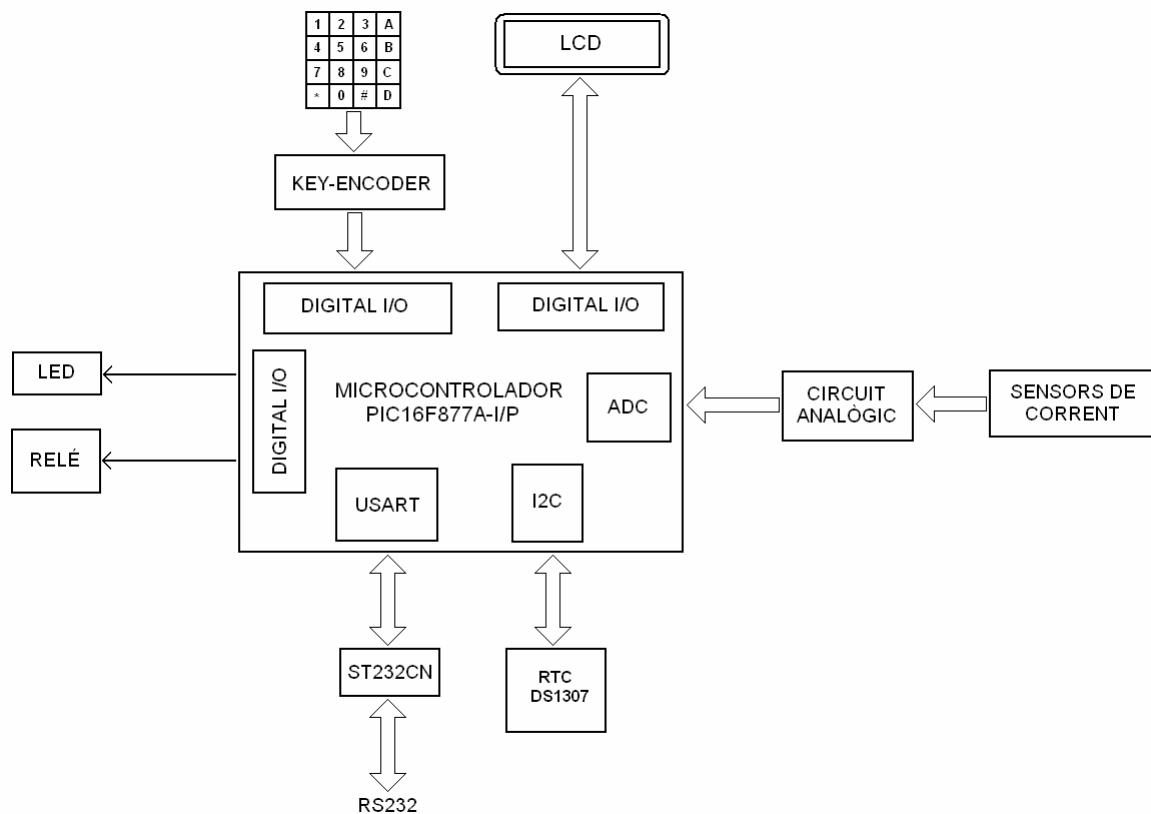 1 2 3 A
4 5 6 B
7 8 9 C
* 0 # D
LCD
KEY-ENCODER
DIGITAL I/O
DIGITAL I/O
LED
RELÉ
DIGITAL I/O
MICROCONTROLADOR
PIC16F877A-I/P
ADC
CIRCUIT
ANALÒGIC
SENSORS DE
CORRENT
USART
I2C
ST232CN
RTC
DS1307
RS232